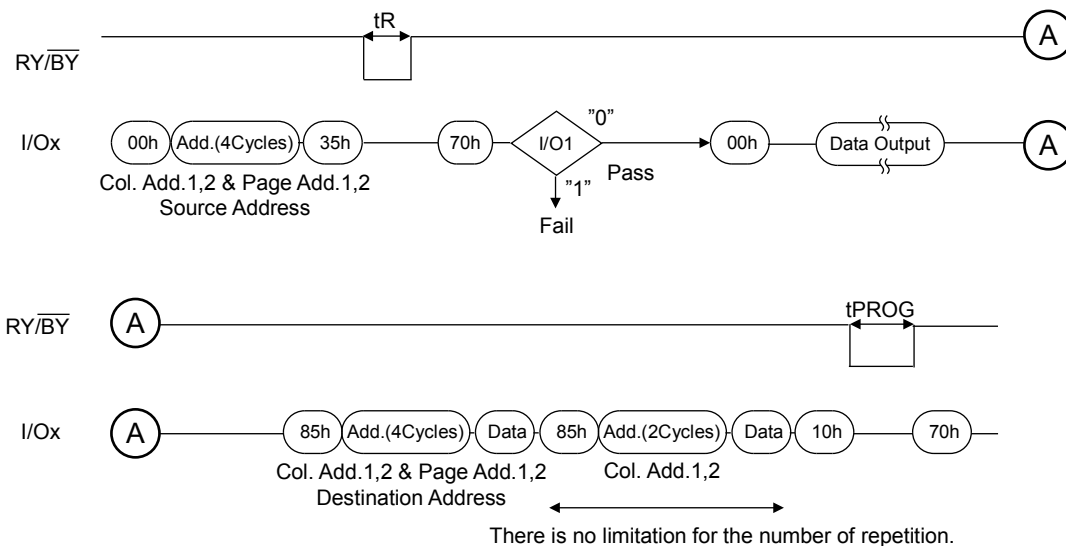 tR
RY/BY
A
I/Ox
00h Add.(4Cycles) 35h 70h I/O1 "0" 00h Data Output A
Pass
"1"
Fail
Col. Add.1,2 & Page Add.1,2
Source Address
tPROG
RY/BY A
I/Ox A 85h Add.(4Cycles) Data 85h Add.(2Cycles) Data 10h 70h
Col. Add.1,2 & Page Add.1,2 Col. Add.1,2
Destination Address
There is no limitation for the number of repetition.